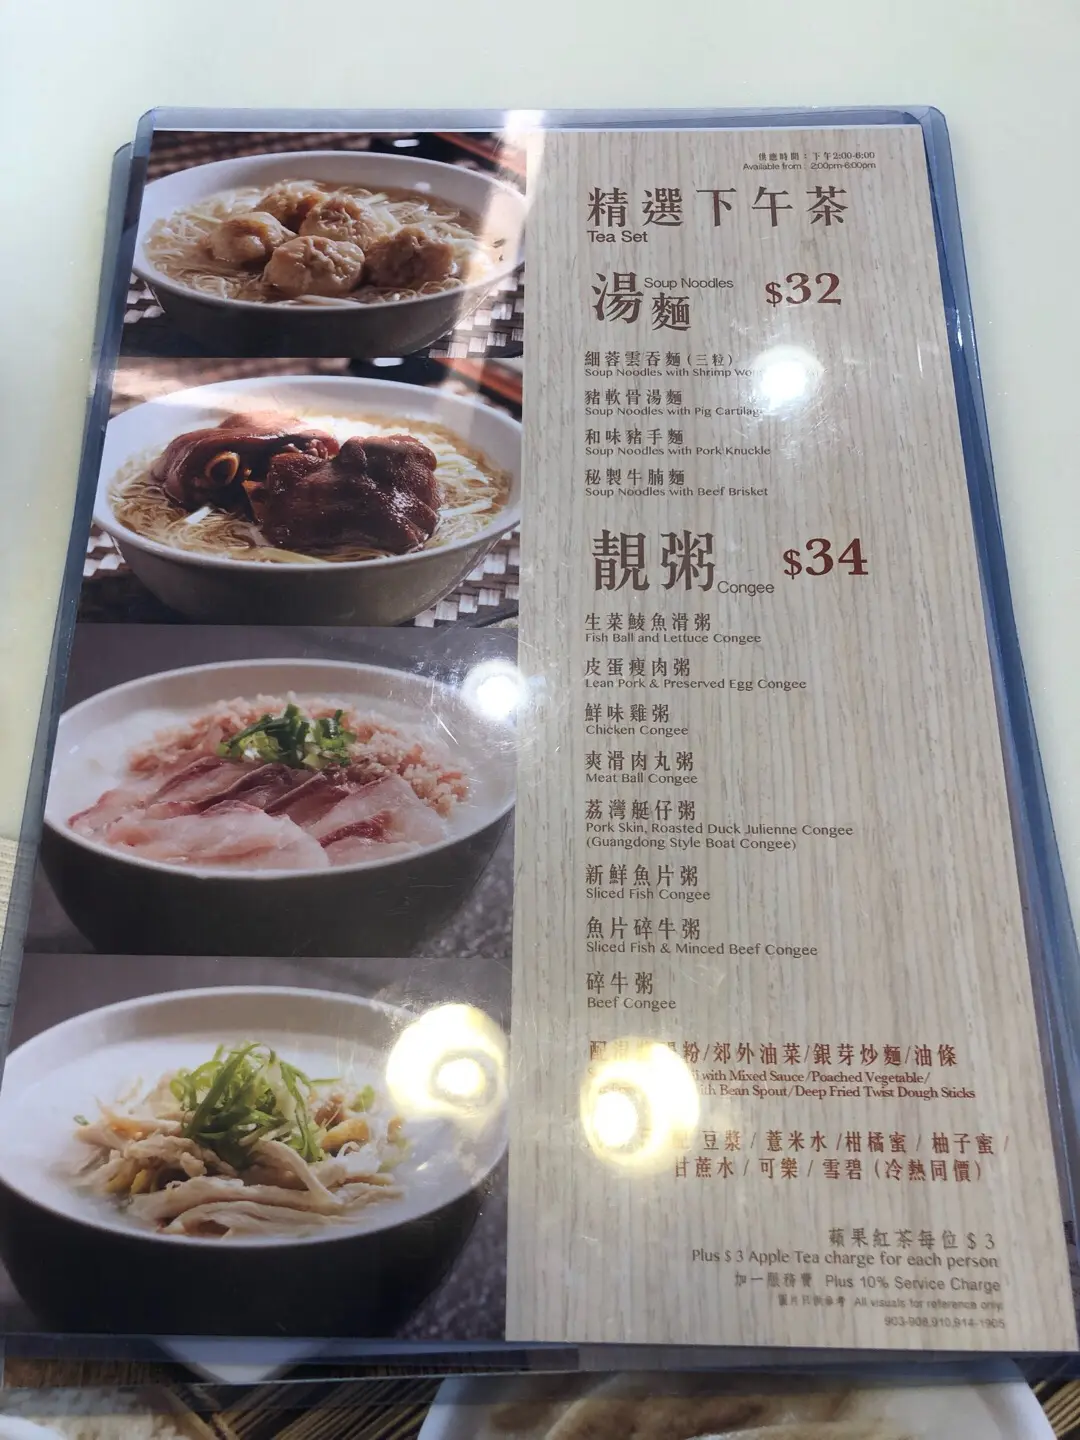 供應時間：下午2:00-6:00
Available from : 2:00pm-6:00pm
精選下午茶
Tea Set
湯麵
Soup Noodles
$32
細蓉雲吞麵 (三粒)
Soup Noodles with Shrimp
豬軟骨湯麵
Soup Noodles with Pig
和味豬手麵
Soup Noodles with Pork Knuckle
秘製牛腩麵
Soup Noodles with Beef Brisket
靚粥
Congee
$34
生菜鯪魚滑粥
Fish Ball and Lettuce Congee
皮蛋瘦肉粥
Lean Pork & Preserved Egg Congee
鮮味雞粥
Chicken Congee
爽滑肉丸粥
Meat Ball Congee
荔灣艇仔粥
Pork Skin, Roasted Duck Julienne Congee
(Guangdong Style Boat Congee)
新鮮魚片粥
Sliced Fish Congee
魚片碎牛粥
Sliced Fish & Minced Beef Congee
碎牛粥
Beef Congee
粉/郊外油菜/銀芽炒麵/油條
with Mixed Sauce/Poached Vegetable/
Bean Spout/Deep Fried Twist Dough Sticks
豆漿 / 薏米水 /柑橘蜜 / 柚子蜜 /
甘蔗水 / 可樂 / 雪碧 (冷熱同價)
蘋果紅茶每位 $ 3
Plus $ 3 Apple Tea charge for each person
加一服務費 Plus 10% Service Charge
圖片只供參考 All visuals for reference only
903-908,910,914-1905